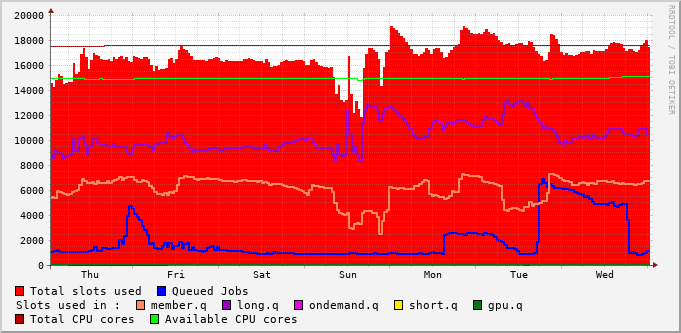 20000
18000
16000
14000
12000
10000
8000
6000
4000
2000
0
Thu Fri Sat Sun Mon Tue Wed
RRDTOOL / TOBI OETIKER
Total slots used Queued Jobs
Slots used in : member.q long.q ondemand.q short.q gpu.q
Total CPU cores Available CPU cores